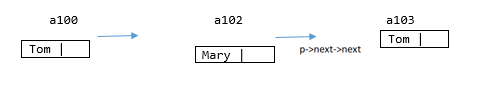 a100 a102 a103
Tom | Mary | p->next->next Tom |